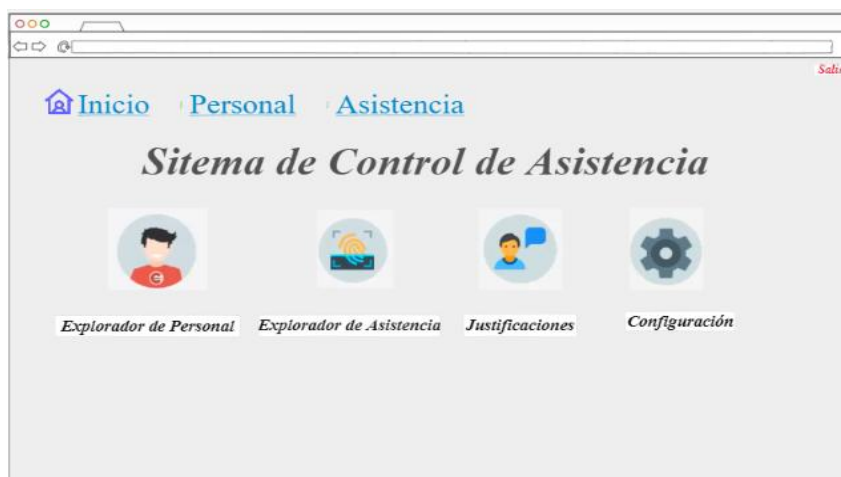 Sali
Inicio Personal Asistencia
Sitema de Control de Asistencia
Explorador de Personal Explorador de Asistencia Justificaciones Configuración